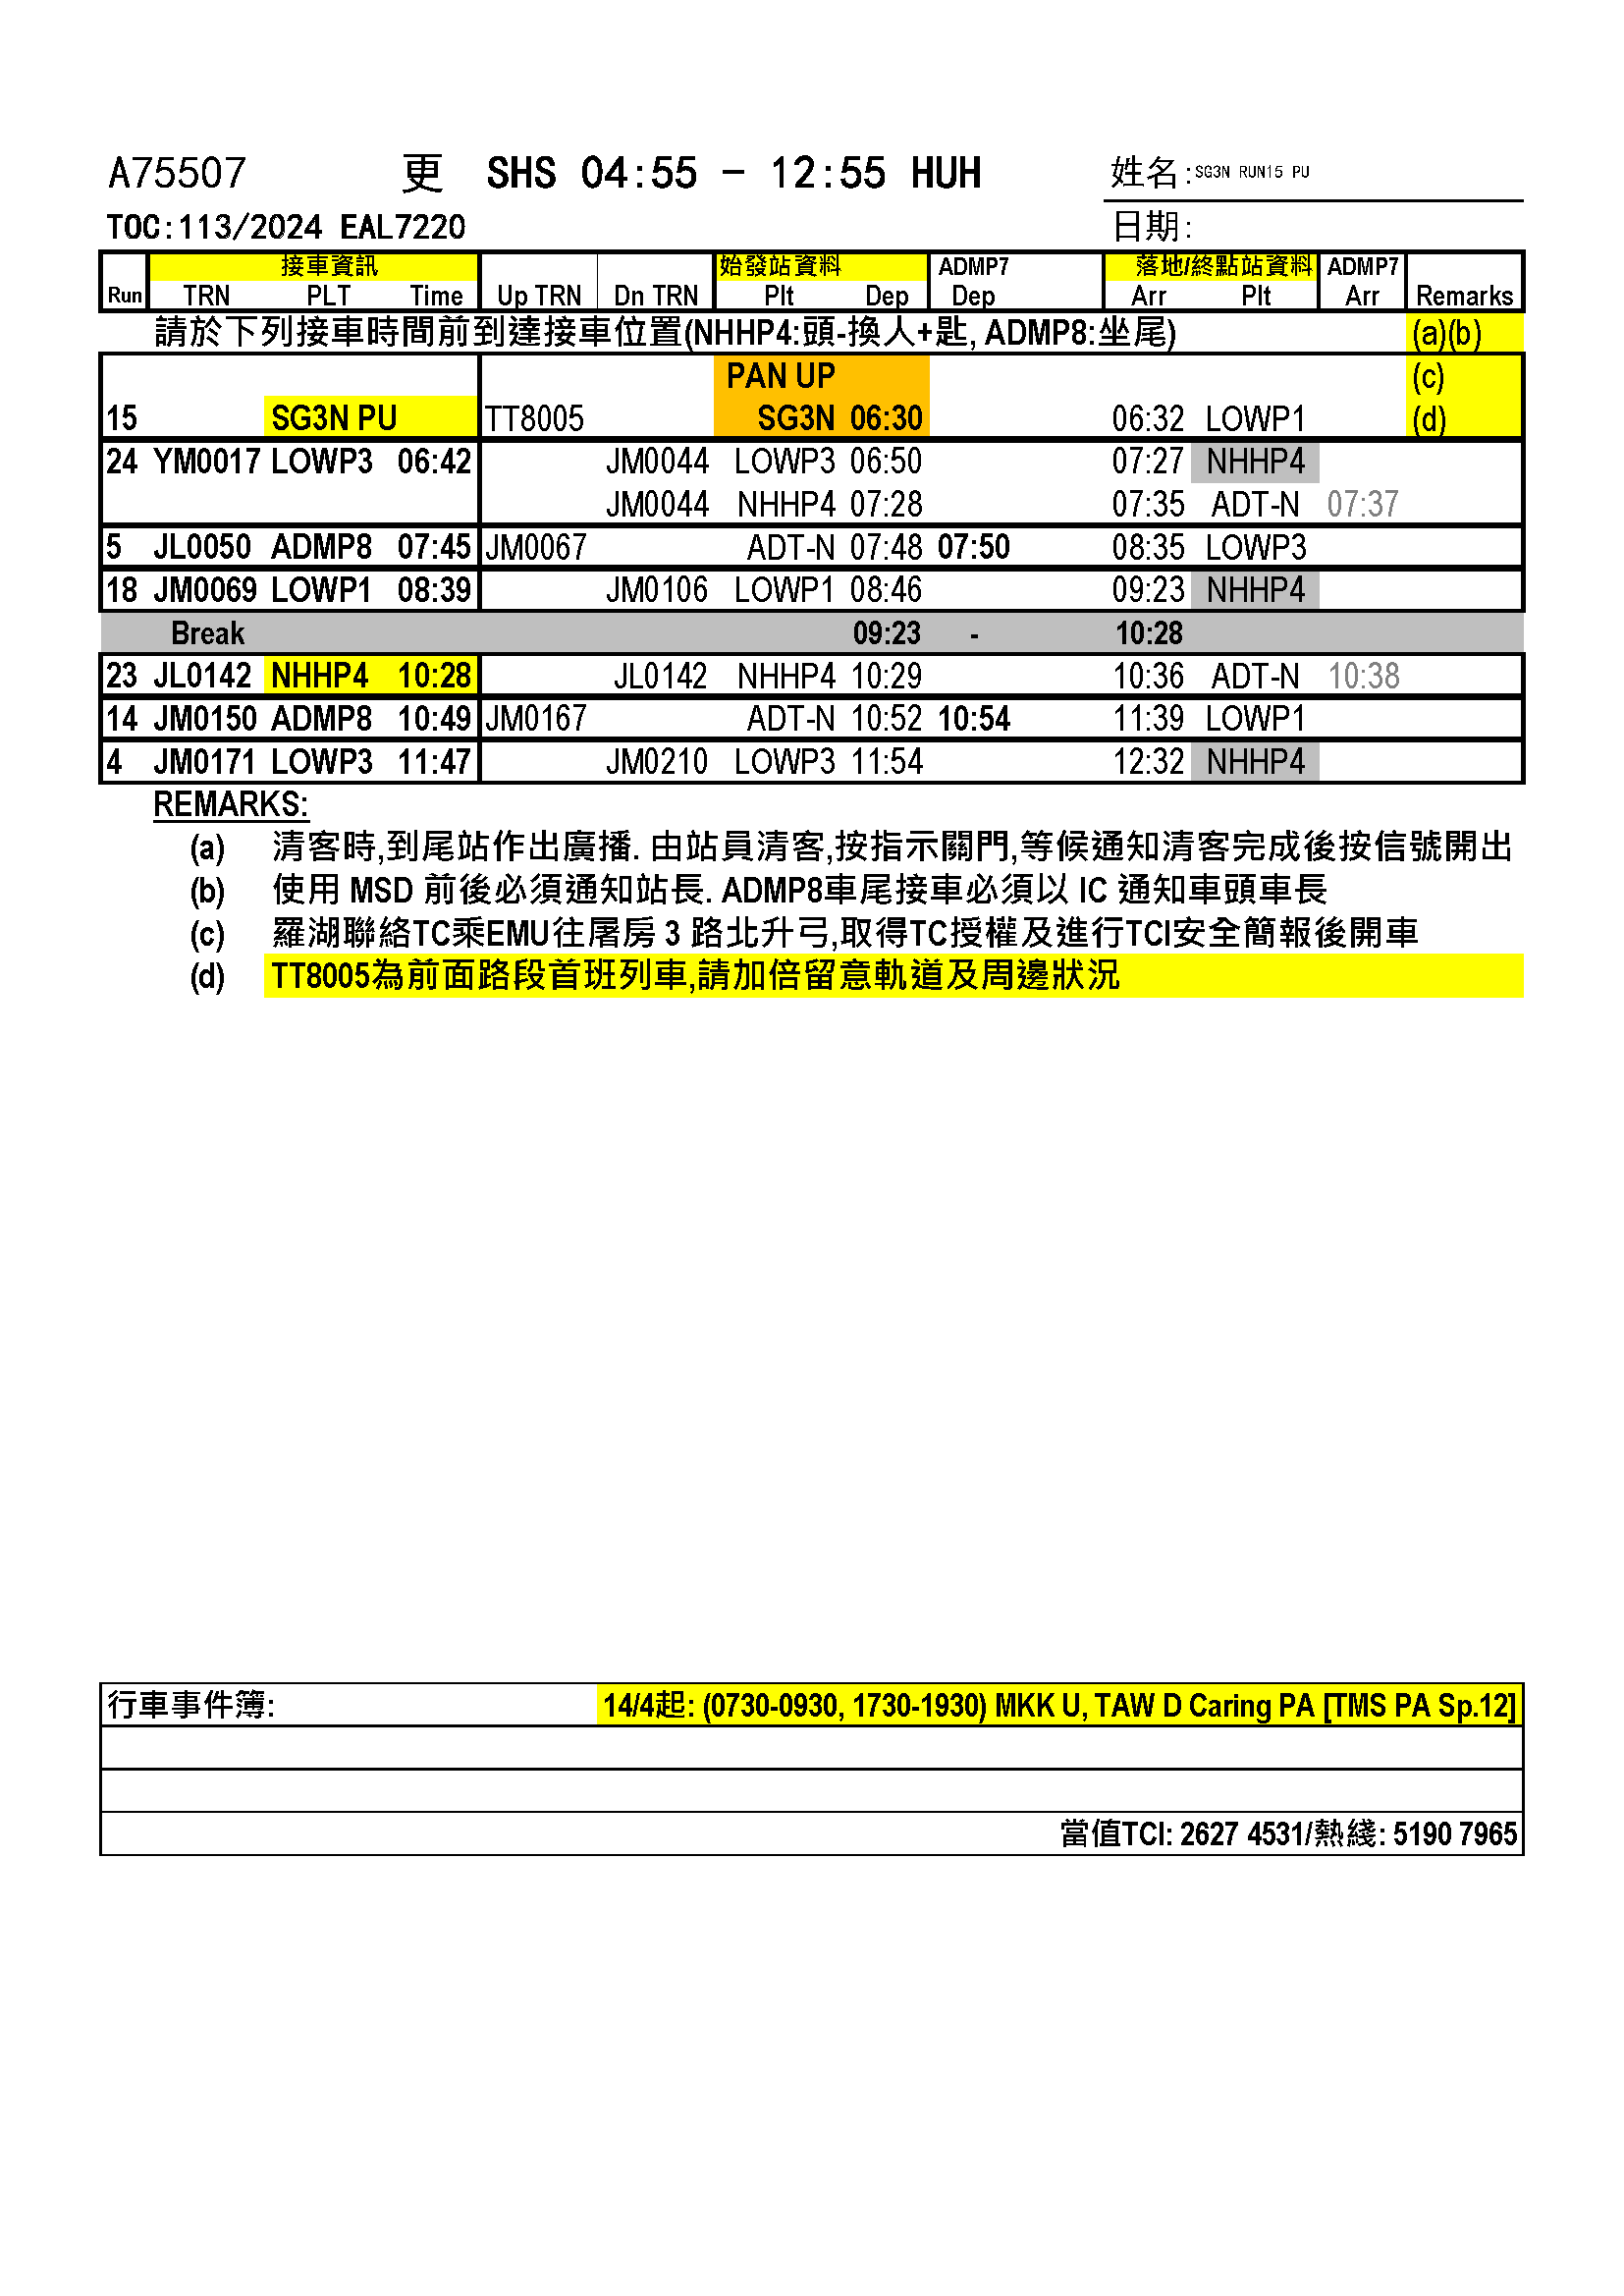 A75507 更 SHS 04:55 - 12:55 HUH 姓名:SG3N RUN15 PU
TOC:113/2024 EAL7220 日期:
接車資訊 始發站資料 ADMP7 落地/終點站資料 ADMP7
Run TRN PLT Time Up TRN Dn TRN Plt Dep Dep Arr Plt Arr Remarks
請於下列接車時間前到達接車位置(NHHP4:頭-換人+匙, ADMP8:坐尾) (a)(b)
PAN UP (c)
15 SG3N PU TT8005 SG3N 06:30 06:32 LOWP1 (d)
24 YM0017 LOWP3 06:42 JM0044 LOWP3 06:50 07:27 NHHP4
JM0044 NHHP4 07:28 07:35 ADT-N 07:37
5 JL0050 ADMP8 07:45 JM0067 ADT-N 07:48 07:50 08:35 LOWP3
18 JM0069 LOWP1 08:39 JM0106 LOWP1 08:46 09:23 NHHP4
Break 09:23 - 10:28
23 JL0142 NHHP4 10:28 JL0142 NHHP4 10:29 10:36 ADT-N 10:38
14 JM0150 ADMP8 10:49 JM0167 ADT-N 10:52 10:54 11:39 LOWP1
4 JM0171 LOWP3 11:47 JM0210 LOWP3 11:54 12:32 NHHP4
REMARKS:
(a) 清客時,到尾站作出廣播. 由站員清客,按指示關門,等候通知清客完成後按信號開出
(b) 使用 MSD 前後必須通知站長. ADMP8車尾接車必須以 IC 通知車頭車長
(c) 羅湖聯絡TC乘EMU往屠房 3 路北升弓,取得TC授權及進行TCI安全簡報後開車
(d) TT8005為前面路段首班列車,請加倍留意軌道及周邊狀況
行車事件簿: 14/4起: (0730-0930, 1730-1930) MKK U, TAW D Caring PA [TMS PA Sp.12]
當值TCI: 2627 4531/熱綫: 5190 7965